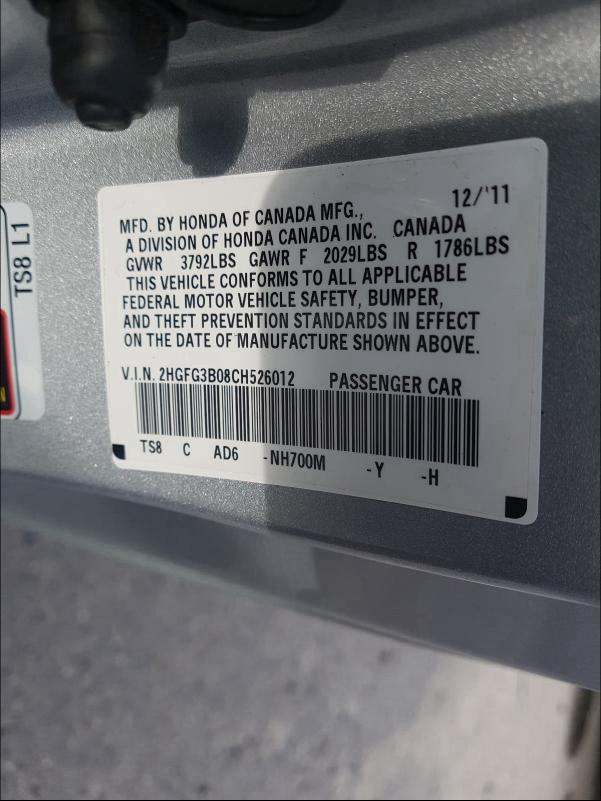 12/'11
MFD. BY HONDA OF CANADA MFG.,
A DIVISION OF HONDA CANADA INC. CANADA
GVWR 3792LBS GAWR F 2029LBS R 1786LBS
THIS VEHICLE CONFORMS TO ALL APPLICABLE
FEDERAL MOTOR VEHICLE SAFETY, BUMPER,
AND THEFT PREVENTION STANDARDS IN EFFECT
ON THE DATE OF MANUFACTURE SHOWN ABOVE.
V.I.N. 2HGFG3B08CH526012 PASSENGER CAR
TS8 C AD6 -NH700M -Y -H
TS8 L1